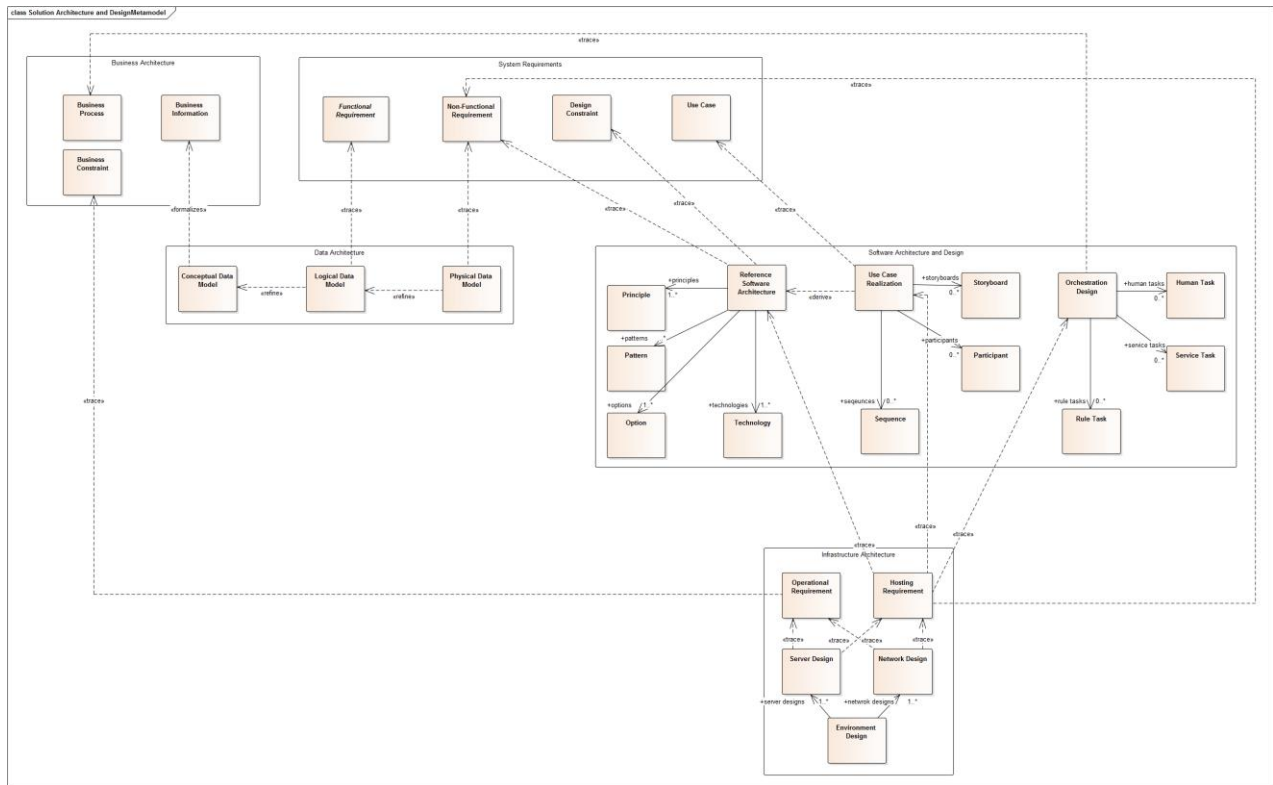 class Solution Architecture and DesignMetamodel
«trace»
Business Architecture
System Requirements
«trace»
Business
Process
Business
Information
Functional
Requirement
Non-Functional
Requirement
Design
Constraint
Use Case
Business
Constraint
«formalizes»
«trace»
«trace»
«trace»
«trace»
«trace»
Data Architecture
Software Architecture and Design
Conceptual Data
Model
Logical Data
Model
Physical Data
Model
«refine»
«refine»
+principles
1..*
Reference
Software
Architecture
Use Case
Realization
«derive»
+storyboards
0..*
Storyboard
Orchestration
Design
+human tasks
0..*
Human Task
Principle
+patterns
..*
Pattern
+participants
0..*
Participant
+service tasks
0..*
Service Task
«trace»
+options
1..*
Option
+technologies
1..*
Technology
+seqeunces
0..*
Sequence
+rule tasks
0..*
Rule Task
«trace»
«trace»
«trace»
Infrastructure Architecture
Operational
Requirement
Hosting
Requirement
«trace»
«trace»
«trace»
«trace»
Server Design
Network Design
+server designs
1..*
+network designs
1..*
Environment
Design